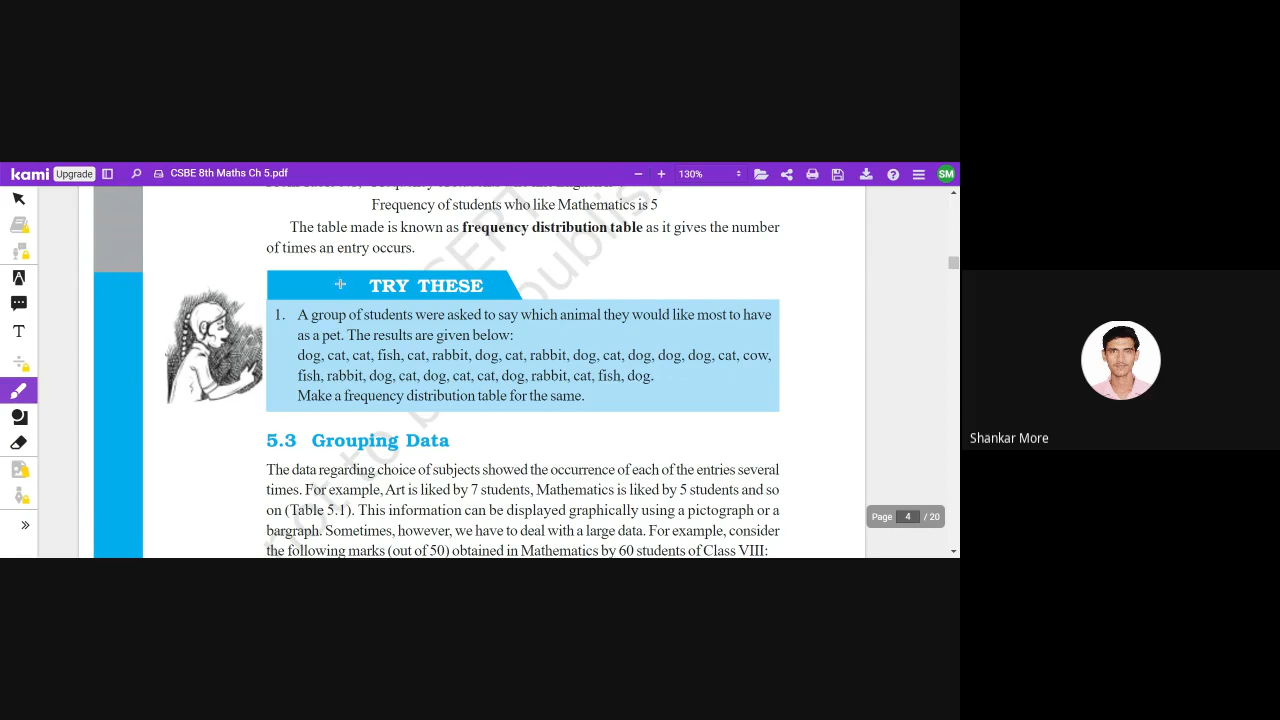 kami Upgrade CSBE 8th Maths Ch 5.pdf 130% SM
Frequency of students who like Mathematics is 5
The table made is known as frequency distribution table as it gives the number
of times an entry occurs.
TRY THESE
1. A group of students were asked to say which animal they would like most to have
as a pet. The results are given below:
dog, cat, cat, fish, cat, rabbit, dog, cat, rabbit, dog, cat, dog, dog, dog, cat, cow,
fish, rabbit, dog, cat, dog, cat, cat, dog, rabbit, cat, fish, dog.
Make a frequency distribution table for the same.
5.3 Grouping Data
The data regarding choice of subjects showed the occurrence of each of the entries several
times. For example, Art is liked by 7 students, Mathematics is liked by 5 students and so
on (Table 5.1). This information can be displayed graphically using a pictograph or a
bargraph. Sometimes, however, we have to deal with a large data. For example, consider
the following marks (out of 50) obtained in Mathematics by 60 students of Class VIII:
Page 4 / 20
Shankar More